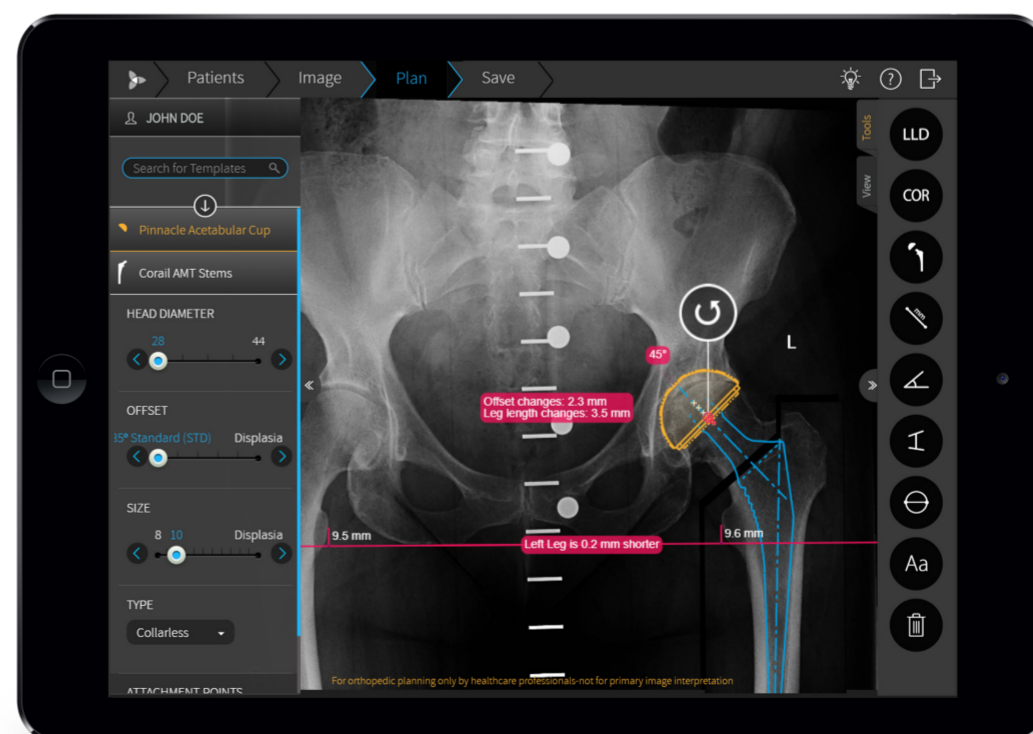 Patients
Image
Plan
Save
JOHN DOE
Search for Templates
Pinnacle Acetabular Cup
Corail AMT Stems
HEAD DIAMETER
28
44
OFFSET
35º Standard (STD)
Displasia
SIZE
8
10
Displasia
TYPE
Collarless
ATTACHMENT POINTS
45°
Offset changes: 2.3 mm
Leg length changes: 3.5 mm
L
9.5 mm
9.6 mm
Left Leg is 0.2 mm shorter
For orthopedic planning only by healthcare professionals-not for primary image interpretation
Tools
View
LLD
COR
mm
Aa